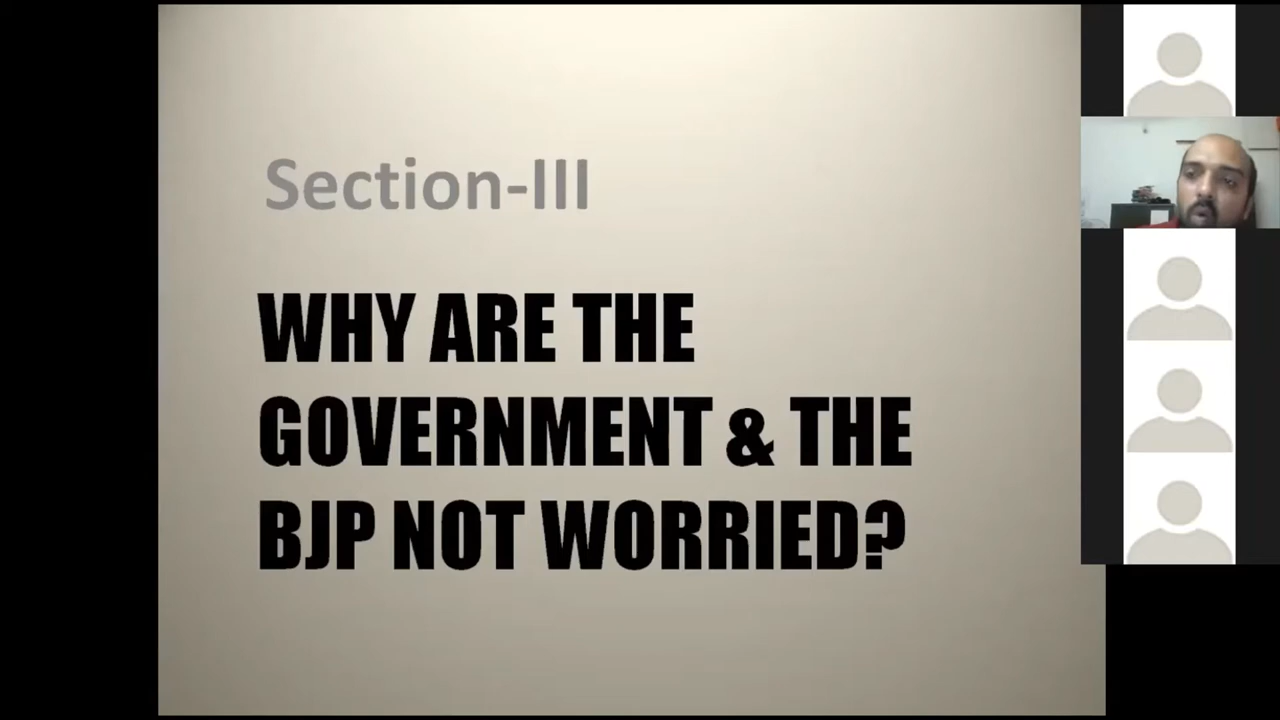 Section-III
WHY ARE THE
GOVERNMENT & THE
BJP NOT WORRIED?